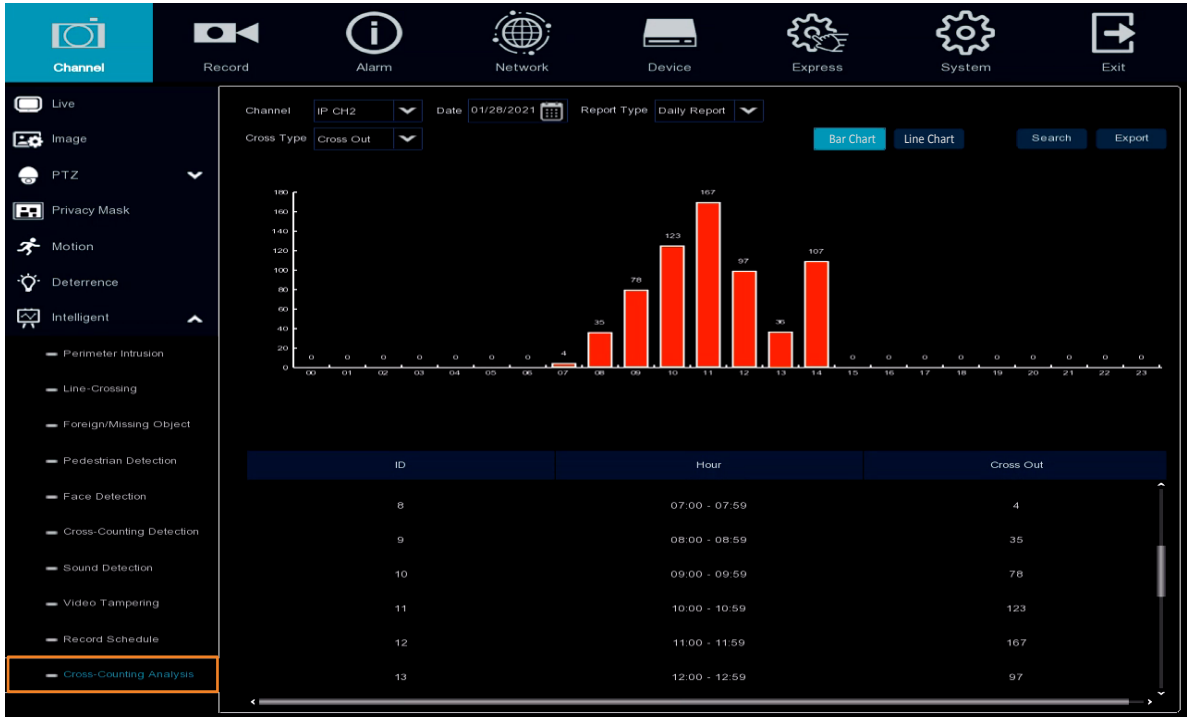 Channel Record Alarm Network Device Express System Exit
Live
Image
PTZ
Privacy Mask
Motion
Deterrence
Intelligent
Perimeter Intrusion
Line-Crossing
Foreign/Missing Object
Pedestrian Detection
Face Detection
Cross-Counting Detection
Sound Detection
Video Tampering
Record Schedule
Cross-Counting Analysis
Channel IP CH2 Date 01/28/2021 Report Type Daily Report
Cross Type Cross Out Bar Chart Line Chart Search Export
180
160
140
120
100
80
60
40
20
0
0 0 0 0 0 0 0 4 35 78 123 167 97 36 107 0 0 0 0 0 0 0 0 0
00 01 02 03 04 05 06 07 08 09 10 11 12 13 14 15 16 17 18 19 20 21 22 23
ID Hour Cross Out
8 07:00 - 07:59 4
9 08:00 - 08:59 35
10 09:00 - 09:59 78
11 10:00 - 10:59 123
12 11:00 - 11:59 167
13 12:00 - 12:59 97